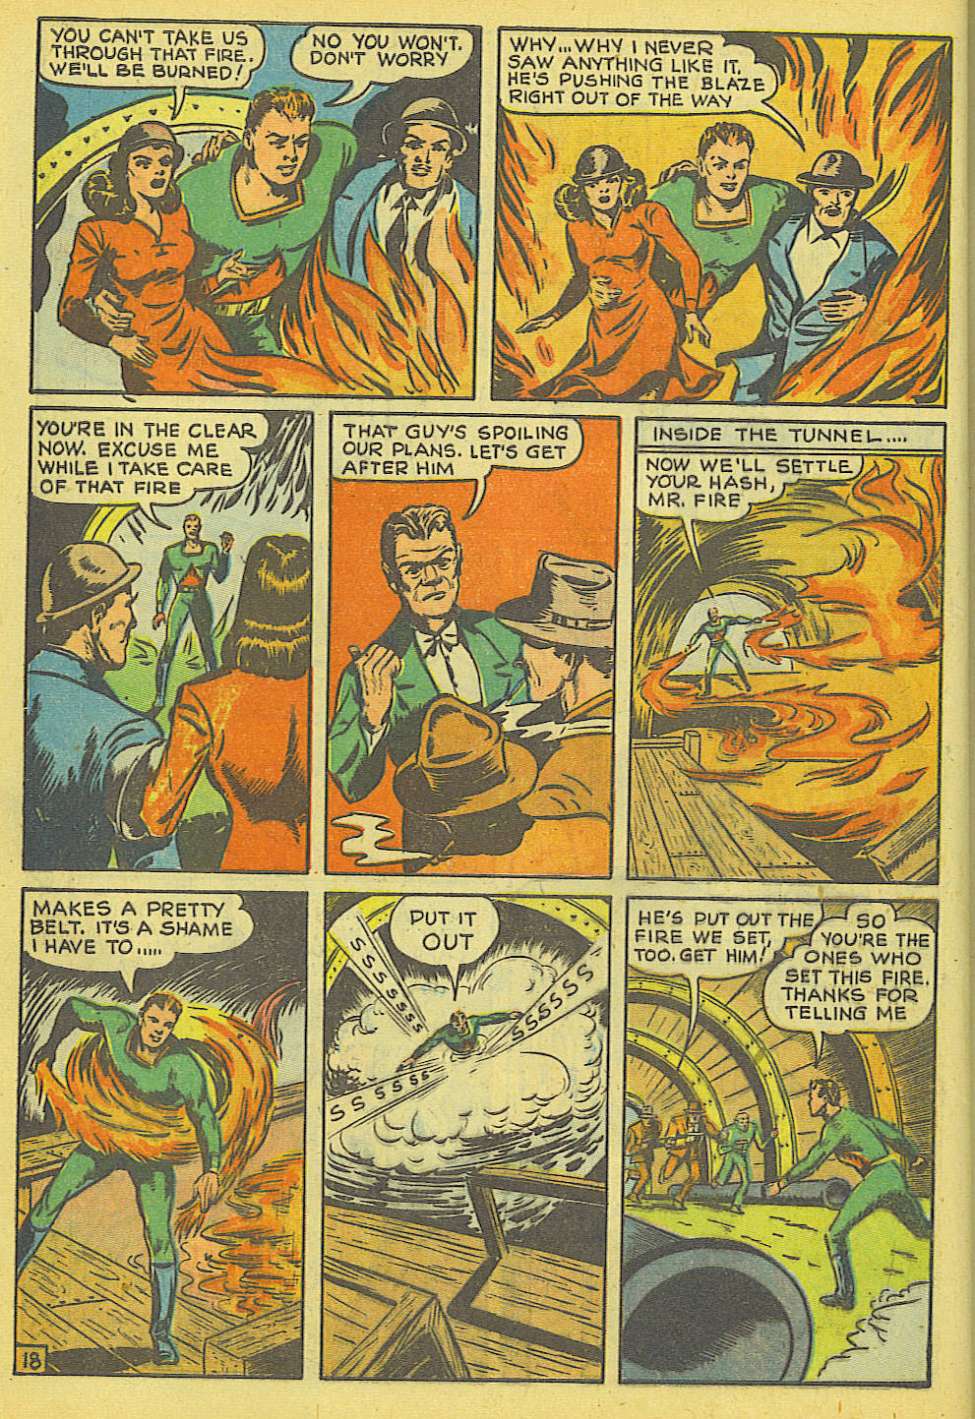 YOU CAN'T TAKE US
THROUGH THAT FIRE.
WE'LL BE BURNED!
NO YOU WON'T.
DON'T WORRY
WHY...WHY I NEVER
SAW ANYTHING LIKE IT.
HE'S PUSHING THE BLAZE
RIGHT OUT OF THE WAY
YOU'RE IN THE CLEAR
NOW. EXCUSE ME
WHILE I TAKE CARE
OF THAT FIRE
THAT GUY'S SPOILING
OUR PLANS. LET'S GET
AFTER HIM
INSIDE THE TUNNEL....
NOW WE'LL SETTLE
YOUR HASH,
MR. FIRE
MAKES A PRETTY
BELT. IT'S A SHAME
I HAVE TO.....
PUT IT
OUT
SSSSSSS
SSSSSS
SS SSSSS
HE'S PUT OUT THE
FIRE WE SET,
TOO. GET HIM!
SO
YOU'RE THE
ONES WHO
SET THIS FIRE.
THANKS FOR
TELLING ME
18